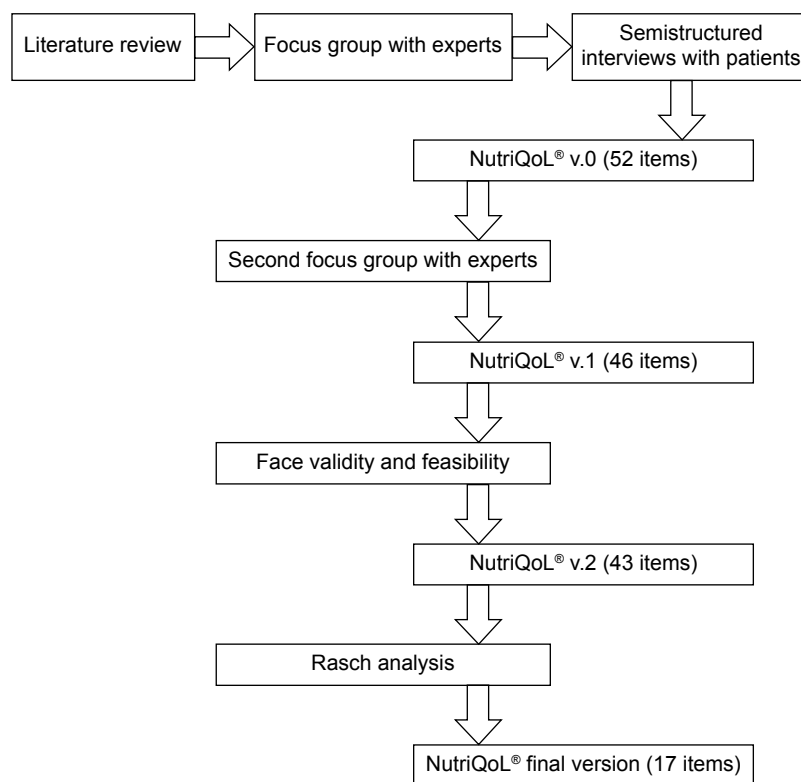 Literature review
Focus group with experts
Semistructured
interviews with patients
NutriQoL® v.0 (52 items)
Second focus group with experts
NutriQoL® v.1 (46 items)
Face validity and feasibility
NutriQoL® v.2 (43 items)
Rasch analysis
NutriQoL® final version (17 items)